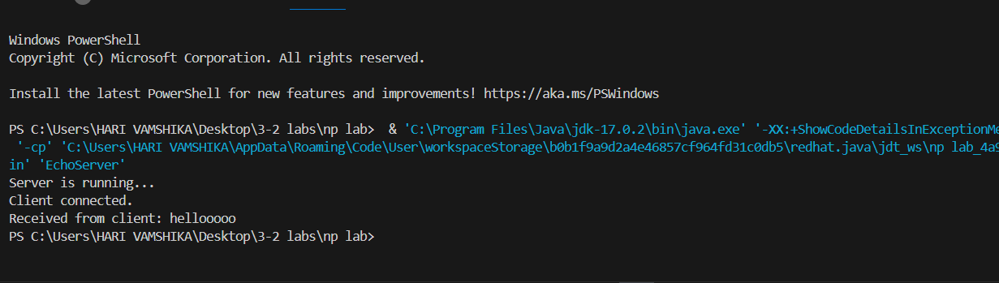 Windows PowerShell
Copyright (C) Microsoft Corporation. All rights reserved.
Install the latest PowerShell for new features and improvements! https://aka.ms/PSWindows
PS C:\Users\HARI VAMSHIKA\Desktop\3-2 labs\np lab>  & 'C:\Program Files\Java\jdk-17.0.2\bin\java.exe' '-XX:+ShowCodeDetailsInExceptionMe
'-cp' 'C:\Users\HARI VAMSHIKA\AppData\Roaming\Code\User\workspaceStorage\b0b1f9a9d2a4e46857cf964fd31c0db5\redhat.java\jdt_ws\np lab_4a9
in' 'EchoServer'
Server is running...
Client connected.
Received from client: hellooooo
PS C:\Users\HARI VAMSHIKA\Desktop\3-2 labs\np lab>